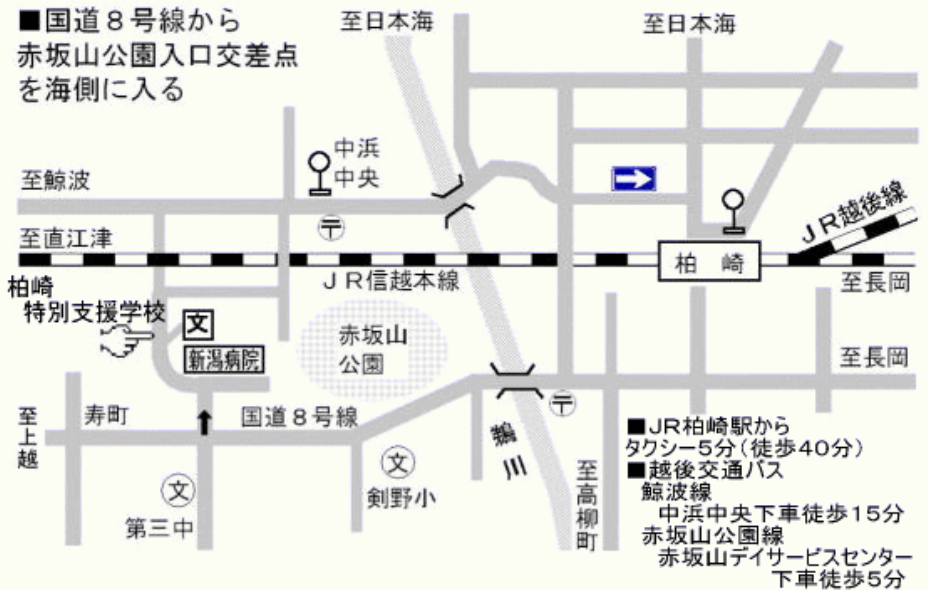 ■国道8号線から
赤坂山公園入口交差点
を海側に入る
至日本海
至日本海
中浜
中央
至鯨波
〒
至直江津
JR越後線
柏崎
JR信越本線
至長岡
柏崎
特別支援学校
文
新潟病院
赤坂山
公園
至長岡
〒
至上越
寿町
国道8号線
鵜川
文
剣野小
文
第三中
至高柳町
■JR柏崎駅から
タクシー5分(徒歩40分)
■越後交通バス
鯨波線
中浜中央下車徒歩15分
赤坂山公園線
赤坂山デイサービスセンター
下車徒歩5分